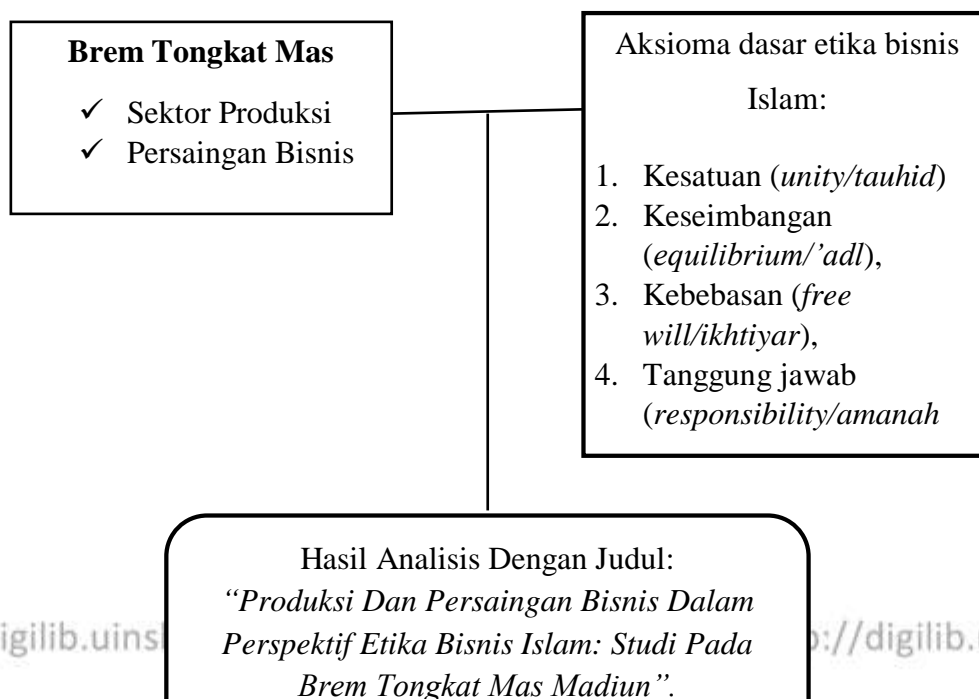 Brem Tongkat Mas
✓ Sektor Produksi
✓ Persaingan Bisnis
Aksioma dasar etika bisnis
Islam:
1. Kesatuan (unity/tauhid)
2. Keseimbangan
(equilibrium/’adl),
3. Kebebasan (free
will/ikhtiyar),
4. Tanggung jawab
(responsibility/amanah
Hasil Analisis Dengan Judul:
“Produksi Dan Persaingan Bisnis Dalam
Perspektif Etika Bisnis Islam: Studi Pada
Brem Tongkat Mas Madiun”.